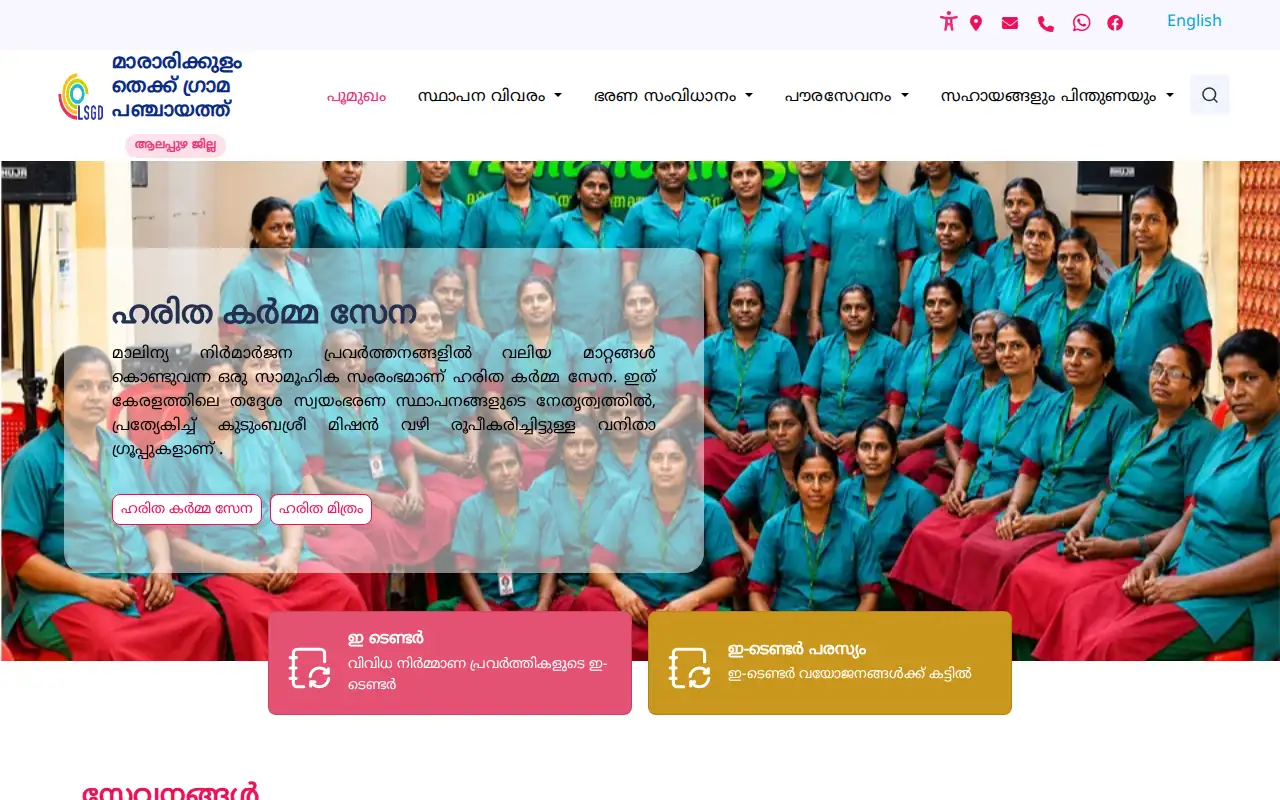 English
മാരാരിക്കുളം
തെക്ക് ഗ്രാമ
പഞ്ചായത്ത്
LSGD
ആലപ്പുഴ ജില്ല
പൂമുഖം
സ്ഥാപന വിവരം
ഭരണ സംവിധാനം
പൗരസേവനം
സഹായങ്ങളും പിന്തുണയും
ഹരിത കർമ്മ സേന
മാലിന്യ നിർമാർജന പ്രവർത്തനങ്ങളിൽ വലിയ മാറ്റങ്ങൾ
കൊണ്ടുവന്ന ഒരു സാമൂഹിക സംരംഭമാണ് ഹരിത കർമ്മ സേന. ഇത്
കേരളത്തിലെ തദ്ദേശ സ്വയംഭരണ സ്ഥാപനങ്ങളുടെ നേതൃത്വത്തിൽ,
പ്രത്യേകിച്ച് കുടുംബശ്രീ മിഷൻ വഴി രൂപീകരിച്ചിട്ടുള്ള വനിതാ
ഗ്രൂപ്പുകളാണ് .
ഹരിത കർമ്മ സേന
ഹരിത മിത്രം
ഇ ടെണ്ടർ
വിവിധ നിർമ്മാണ പ്രവർത്തികളുടെ ഇ-
ടെണ്ടർ
ഇ-ടെണ്ടർ പരസ്യം
ഇ-ടെണ്ടർ വയോജനങ്ങൾക്ക് കട്ടിൽ
സേവനങ്ങൾ